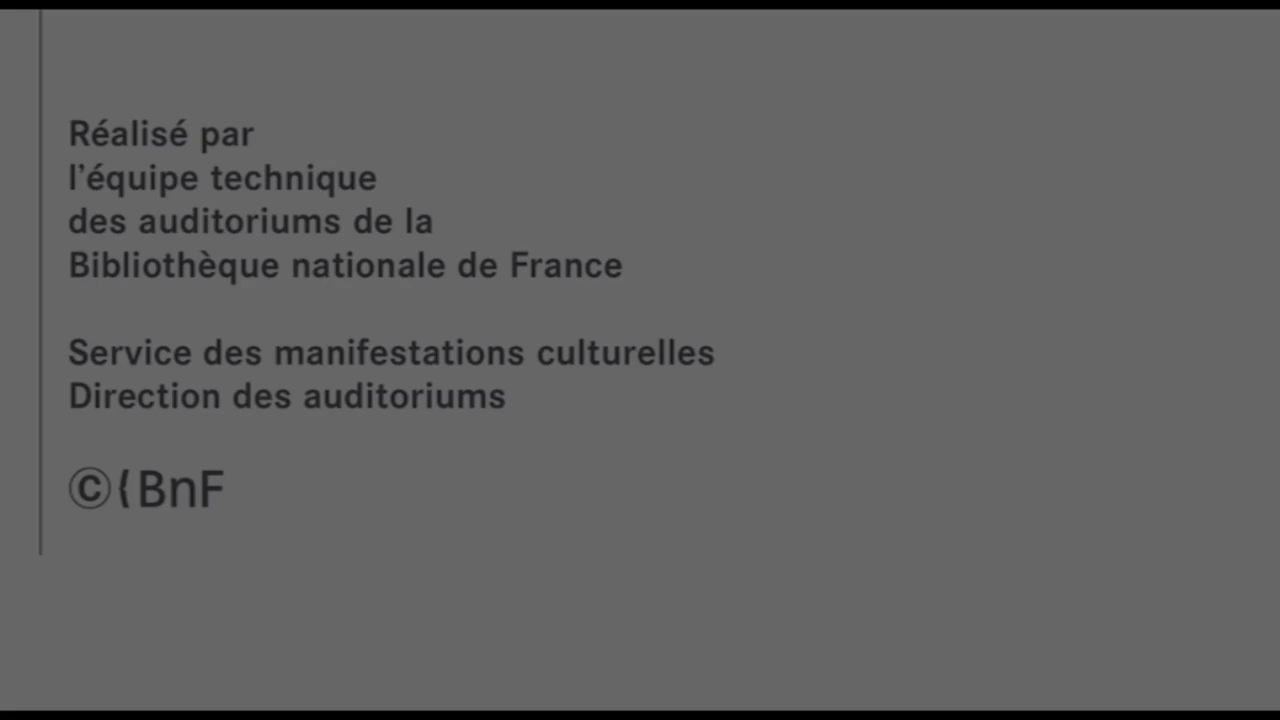 Réalisé par
l’équipe technique
des auditoriums de la
Bibliothèque nationale de France
Service des manifestations culturelles
Direction des auditoriums
© { BnF